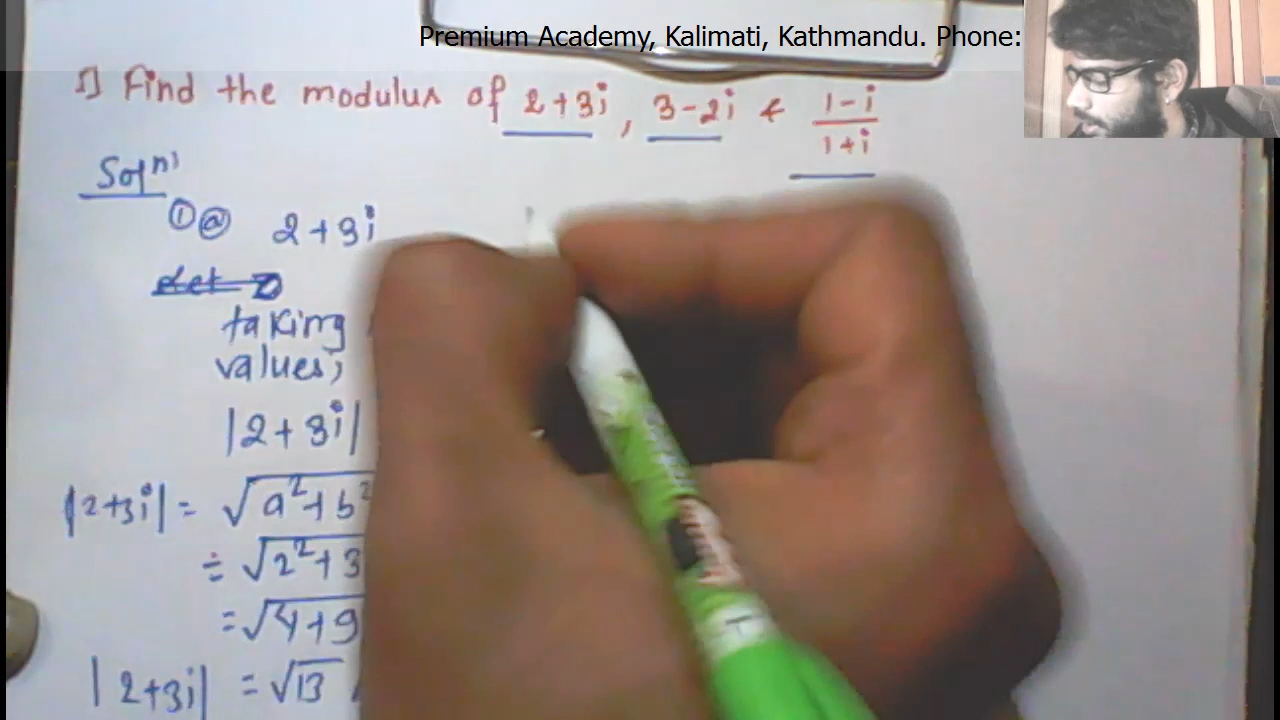 Premium Academy, Kalimati, Kathmandu. Phone:
1) Find the modulus of 2+3i, 3-2i & \frac{1-i}{1+i}
Solⁿ'
① ⓐ 2+3i
taking
values,
|2+3i|
|2+3i| = √a²+b²
= √2²+3
= √4+9
|2+3i| = √13